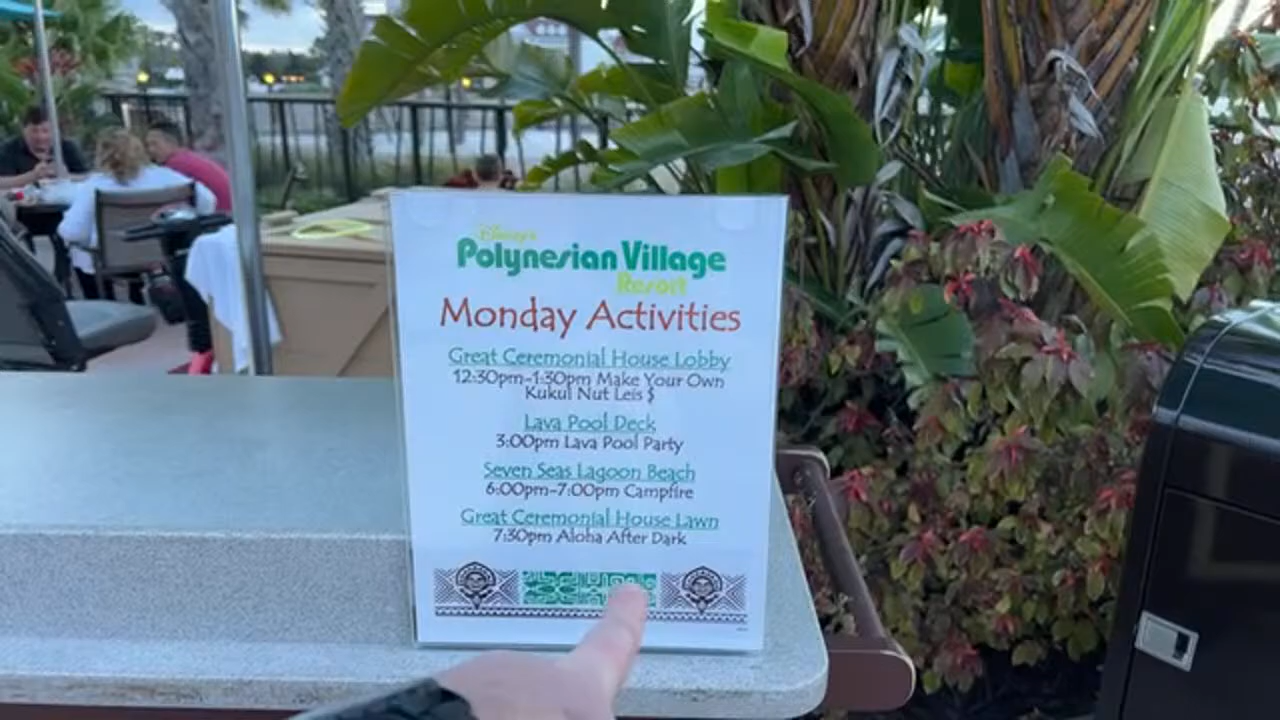 Disney's
Polynesian Village
Resort
Monday Activities
Great Ceremonial House Lobby
12:30pm-1:30pm Make Your Own
Kukui Nut Leis $
Lava Pool Deck
3:00pm Lava Pool Party
Seven Seas Lagoon Beach
6:00pm-7:00pm Campfire
Great Ceremonial House Lawn
7:30pm Aloha After Dark